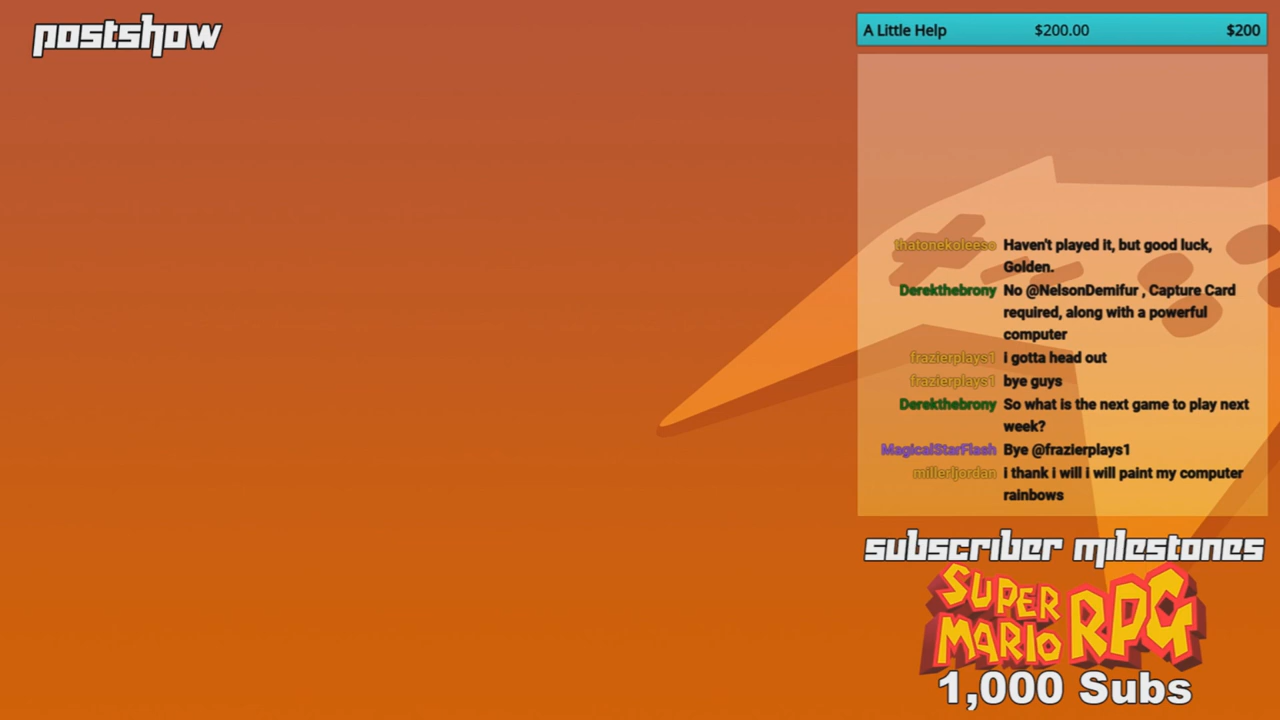 postshow
A Little Help $200.00 $200
thatonekoleeso Haven't played it, but good luck,
Golden.
Derekthebrony No @NelsonDemifur , Capture Card
required, along with a powerful
computer
frazierplays1 i gotta head out
frazierplays1 bye guys
Derekthebrony So what is the next game to play next
week?
MagicalStarFlash Bye @frazierplays1
millerljordan i thank i will i will paint my computer
rainbows
subscriber milestones
SUPER
MARIO RPG
1,000 Subs